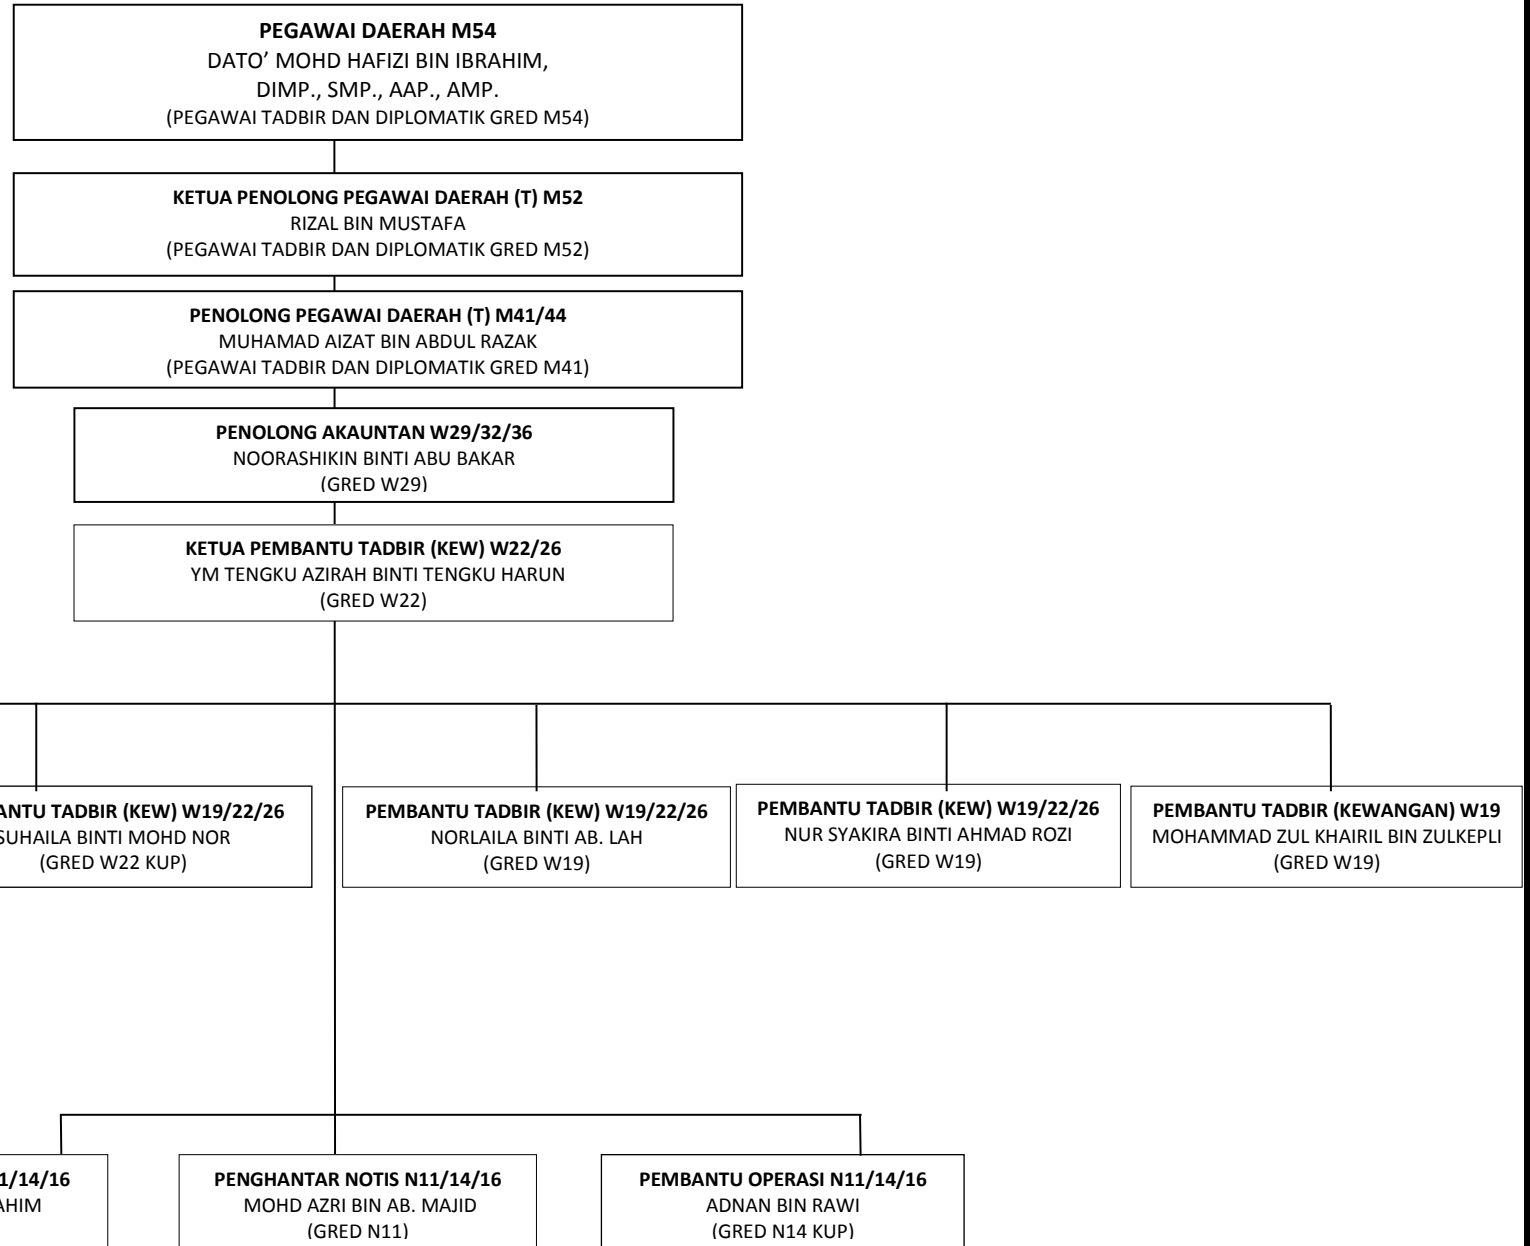 PEGAWAI DAERAH M54
DATO’ MOHD HAFIZI BIN IBRAHIM,
DIMP., SMP., AAP., AMP.
(PEGAWAI TADBIR DAN DIPLOMATIK GRED M54)
KETUA PENOLONG PEGAWAI DAERAH (T) M52
RIZAL BIN MUSTAFA
(PEGAWAI TADBIR DAN DIPLOMATIK GRED M52)
PENOLONG PEGAWAI DAERAH (T) M41/44
MUHAMAD AIZAT BIN ABDUL RAZAK
(PEGAWAI TADBIR DAN DIPLOMATIK GRED M41)
PENOLONG AKAUNTAN W29/32/36
NOORASHIKIN BINTI ABU BAKAR
(GRED W29)
KETUA PEMBANTU TADBIR (KEW) W22/26
YM TENGKU AZIRAH BINTI TENGKU HARUN
(GRED W22)
ANTU TADBIR (KEW) W19/22/26
SUHAILA BINTI MOHD NOR
(GRED W22 KUP)
PEMBANTU TADBIR (KEW) W19/22/26
NORLAILA BINTI AB. LAH
(GRED W19)
PEMBANTU TADBIR (KEW) W19/22/26
NUR SYAKIRA BINTI AHMAD ROZI
(GRED W19)
PEMBANTU TADBIR (KEWANGAN) W19
MOHAMMAD ZUL KHAIRIL BIN ZULKEPLI
(GRED W19)
1/14/16
AHIM
PENGHANTAR NOTIS N11/14/16
MOHD AZRI BIN AB. MAJID
(GRED N11)
PEMBANTU OPERASI N11/14/16
ADNAN BIN RAWI
(GRED N14 KUP)